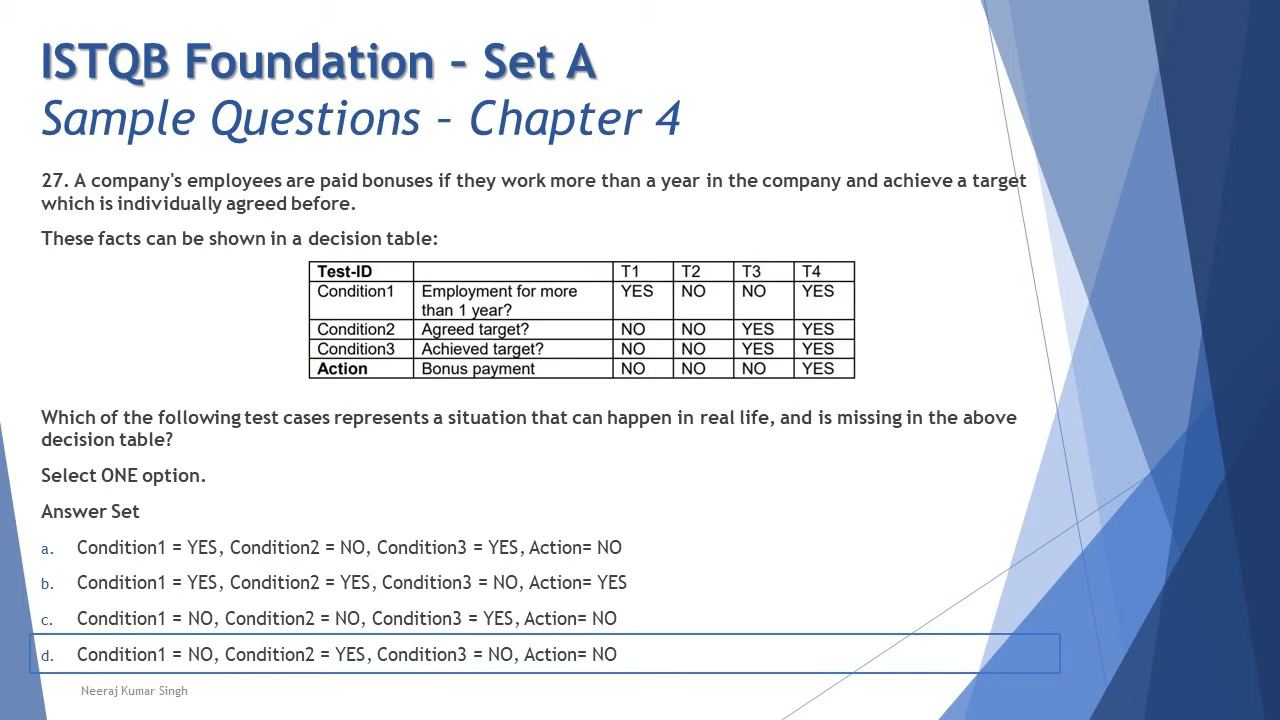 ISTQB Foundation – Set A
Sample Questions – Chapter 4
27. A company's employees are paid bonuses if they work more than a year in the company and achieve a target
which is individually agreed before.
These facts can be shown in a decision table:
Test-ID T1 T2 T3 T4
Condition1 Employment for more than 1 year? YES NO NO YES
Condition2 Agreed target? NO NO YES YES
Condition3 Achieved target? NO NO YES YES
Action Bonus payment NO NO NO YES
Which of the following test cases represents a situation that can happen in real life, and is missing in the above
decision table?
Select ONE option.
Answer Set
a. Condition1 = YES, Condition2 = NO, Condition3 = YES, Action= NO
b. Condition1 = YES, Condition2 = YES, Condition3 = NO, Action= YES
c. Condition1 = NO, Condition2 = NO, Condition3 = YES, Action= NO
d. Condition1 = NO, Condition2 = YES, Condition3 = NO, Action= NO
Neeraj Kumar Singh